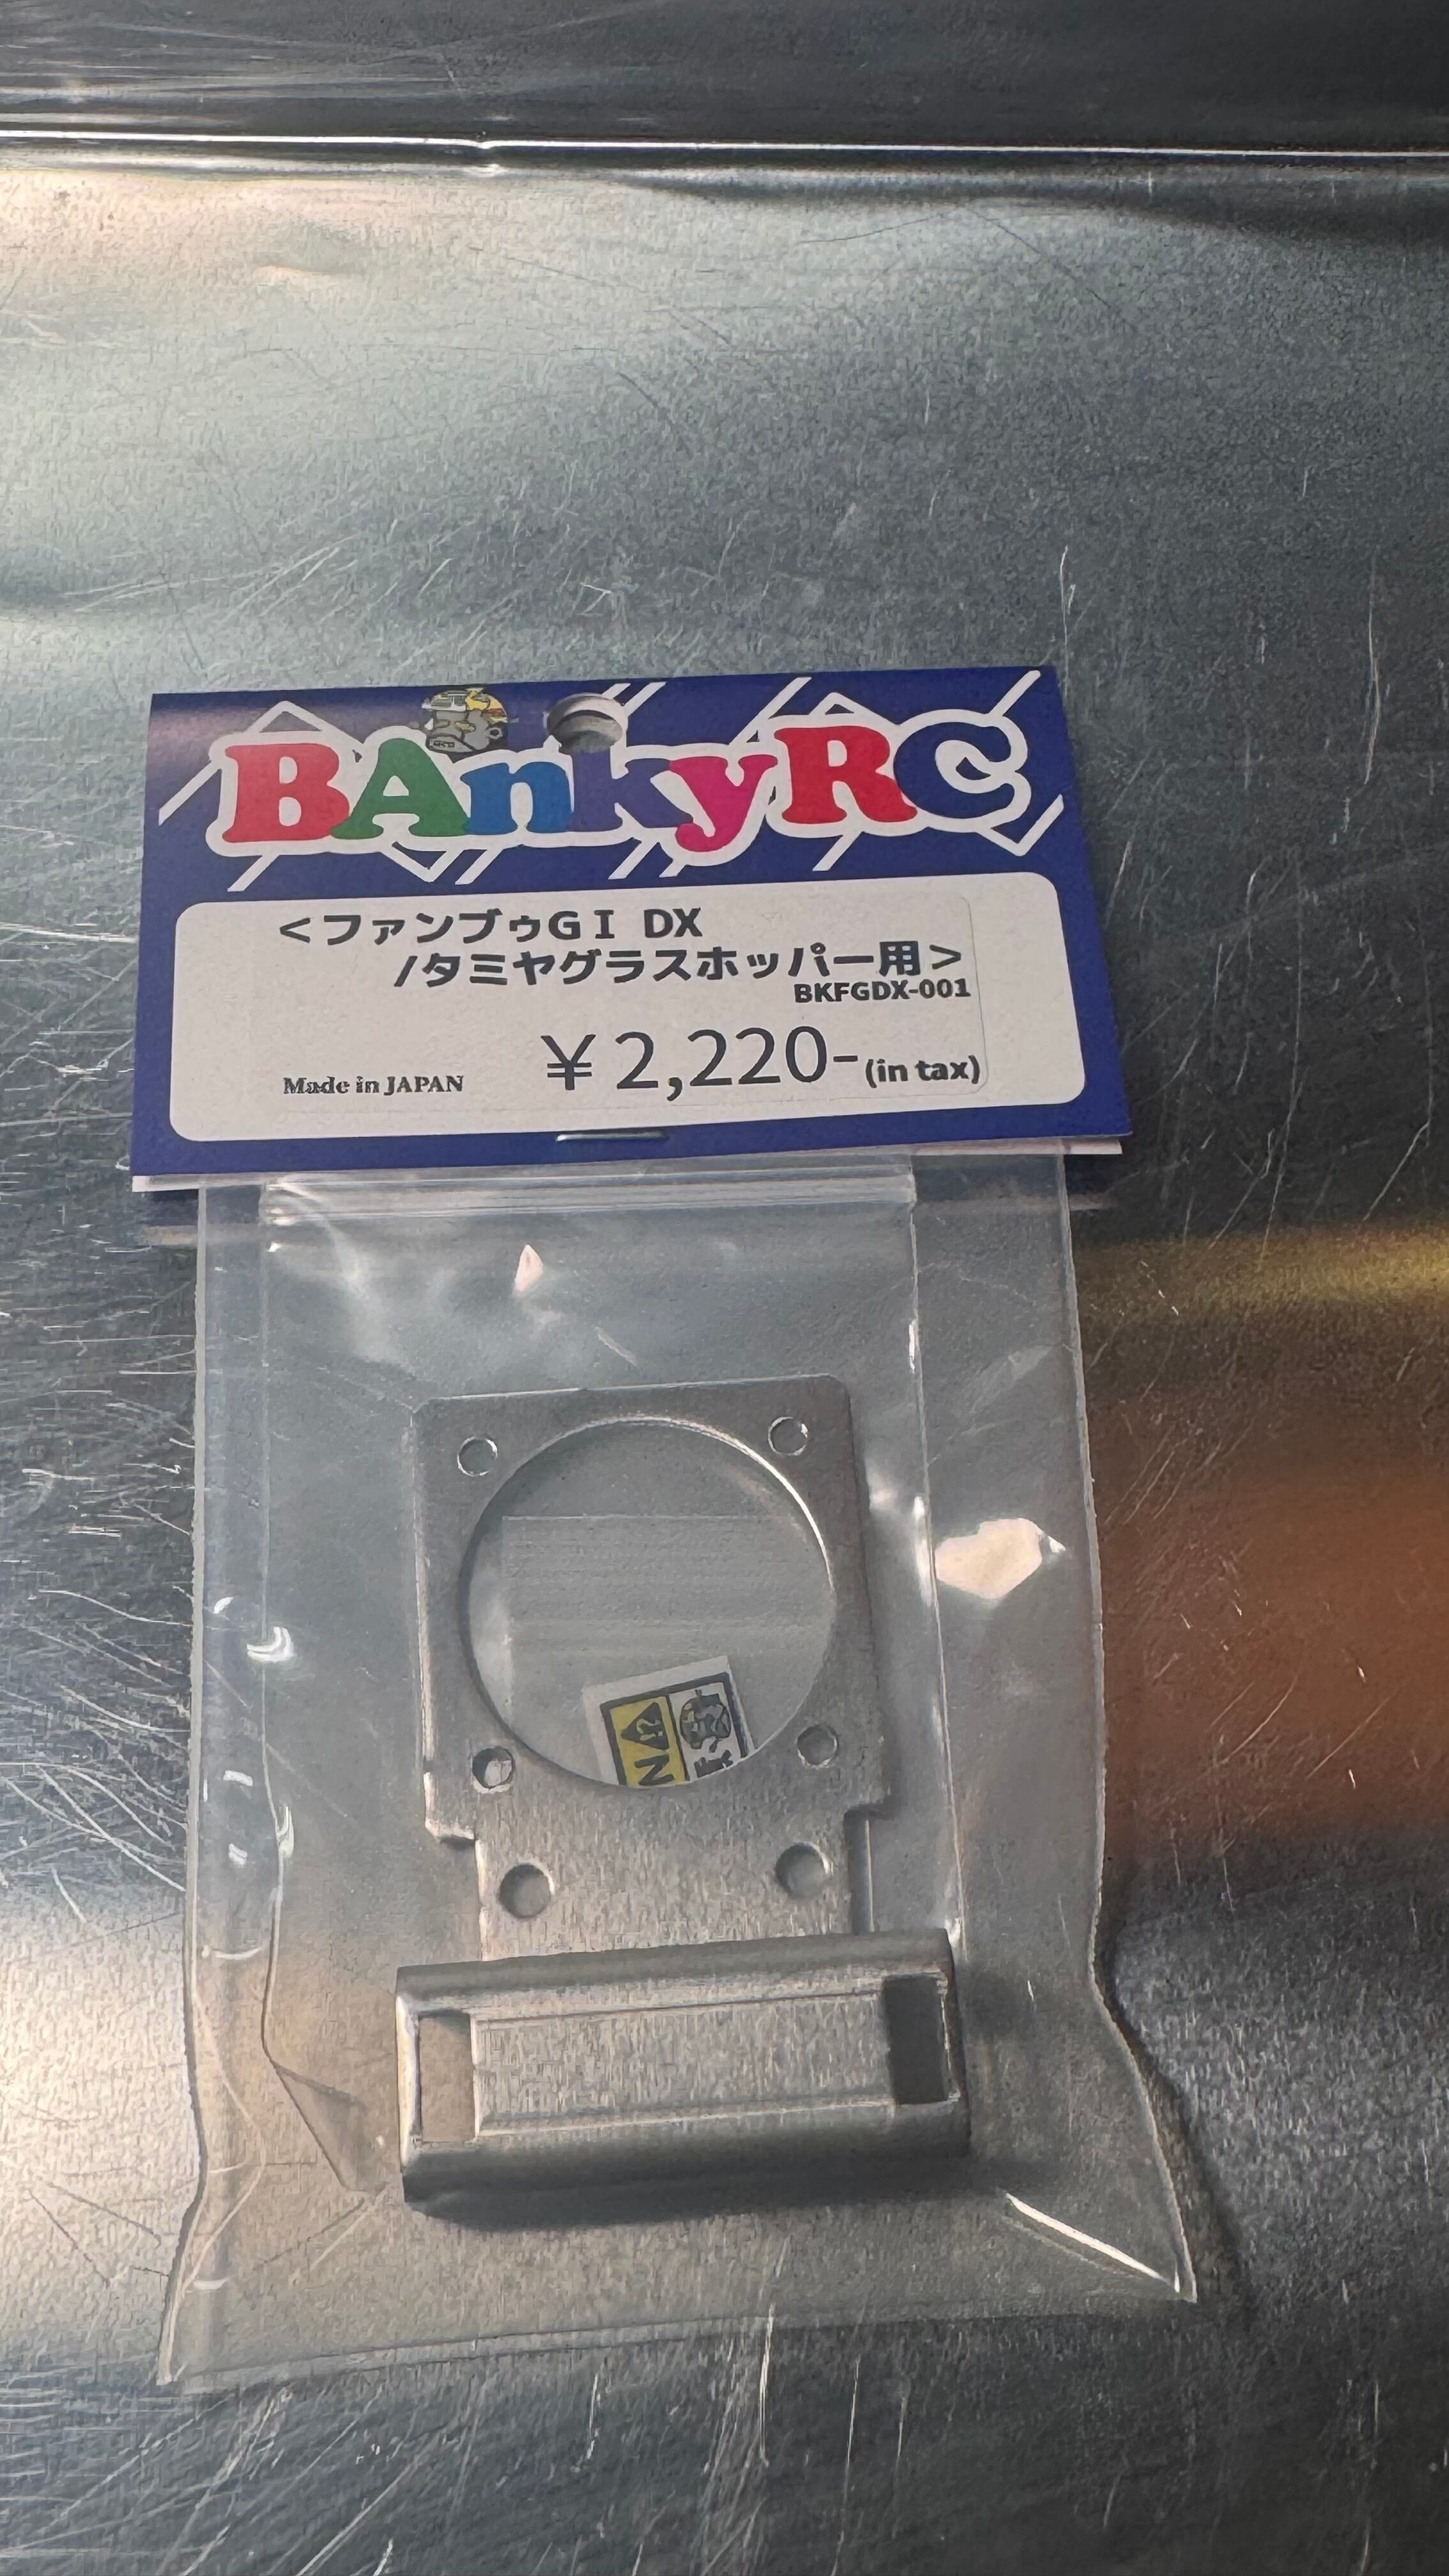 BAnkyRC
<ファンブゥGI DX
/タミヤグラスホッパー用>
BKFGDX-001
¥2,220-(in tax)
Made in JAPAN